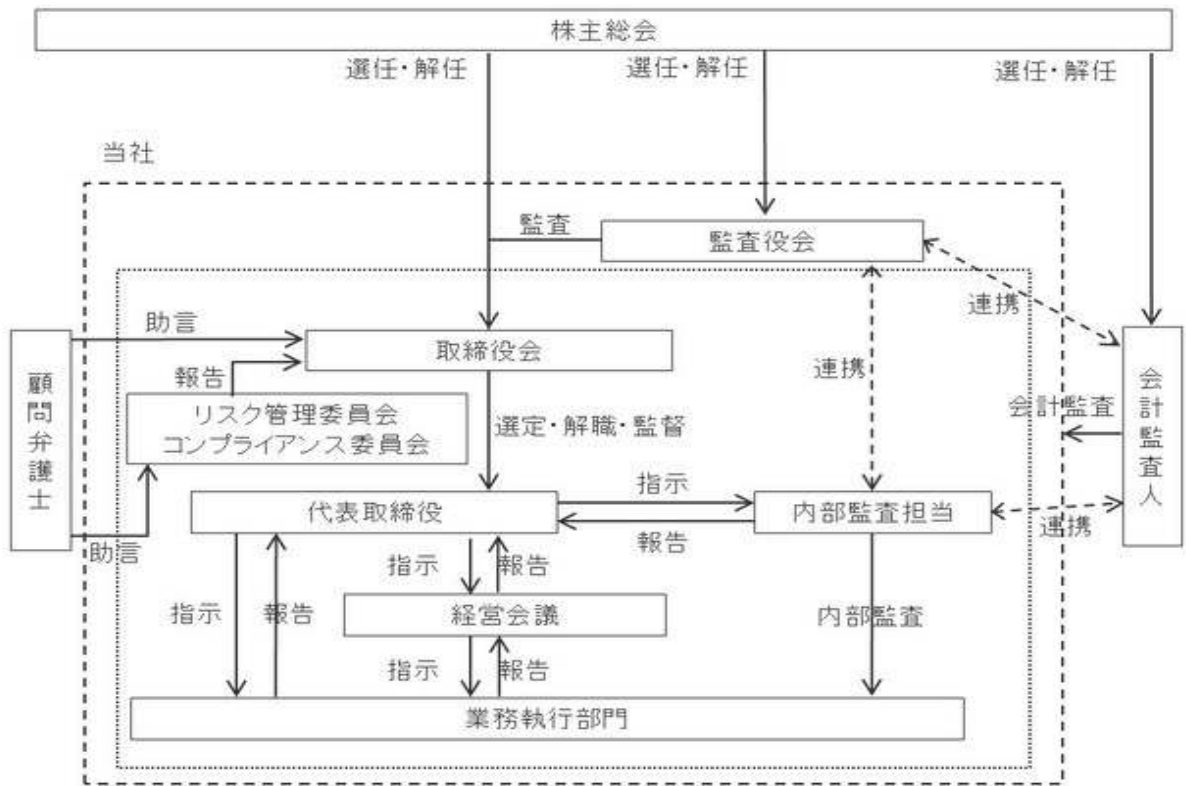 株主総会
選任・解任
選任・解任
選任・解任
当社
監査
監査役会
連携
助言
取締役会
報告
連携
顧問弁護士
リスク管理委員会
コンプライアンス委員会
選定・解職・監督
会計監査
会計監査人
代表取締役
指示
報告
内部監査担当
連携
助言
指示
報告
指示
報告
経営会議
内部監査
指示
報告
業務執行部門